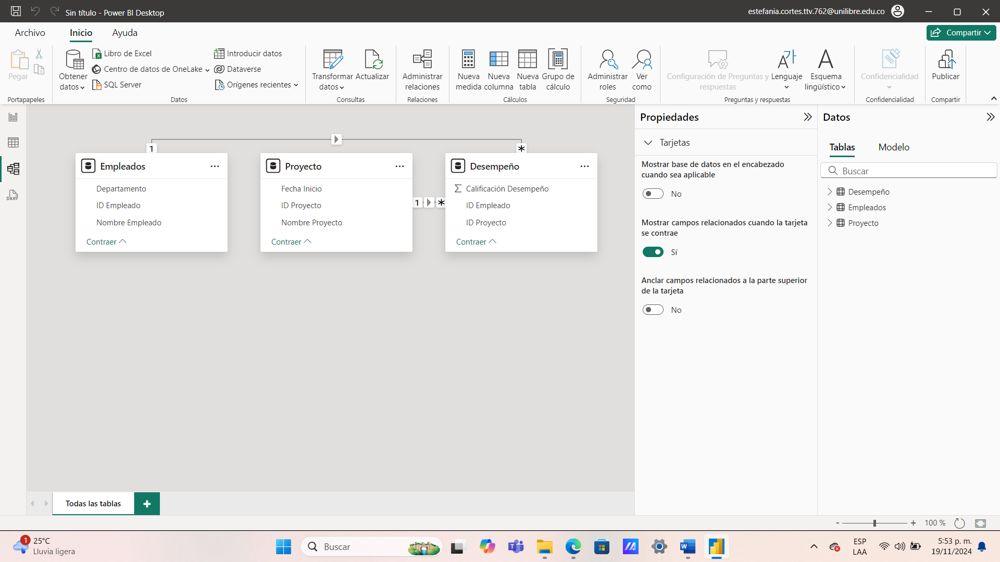 Sin título - Power BI Desktop
estefania.cortes.ttv.762@unilibre.edu.co
Archivo
Inicio
Ayuda
Compartir
Pegar
Portapapeles
Obtener
datos
Libro de Excel
Centro de datos de OneLake
SQL Server
Introducir datos
Dataverse
Orígenes recientes
Datos
Transformar
datos
Actualizar
Consultas
Administrar
relaciones
Relaciones
Nueva
medida
Nueva
columna
Nueva
tabla
Grupo de
cálculo
Cálculos
Administrar
roles
Ver
como
Seguridad
Configuración de Preguntas y
respuestas
Lenguaje
Esquema
lingüístico
Preguntas y respuestas
Confidencialidad
Confidencialidad
Publicar
Compartir
DAX
1
*
Empleados
...
Departamento
ID Empleado
Nombre Empleado
Contraer
Proyecto
...
Fecha Inicio
ID Proyecto
Nombre Proyecto
Contraer
1
*
Desempeño
...
Σ Calificación Desempeño
ID Empleado
ID Proyecto
Contraer
Propiedades
Tarjetas
Mostrar base de datos en el encabezado
cuando sea aplicable
No
Mostrar campos relacionados cuando la tarjeta
se contrae
Sí
Anclar campos relacionados a la parte superior
de la tarjeta
No
Datos
Tablas
Modelo
Buscar
Desempeño
Empleados
Proyecto
Todas las tablas
+
- + 100 %
1
25°C
Lluvia ligera
Buscar
ESP
LAA
5:53 p. m.
19/11/2024